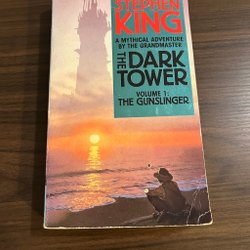 STEPHEN
KING
A MYTHICAL ADVENTURE
BY THE GRANDMASTER
THE
DARK
TOWER
VOLUME 1:
THE GUNSLINGER